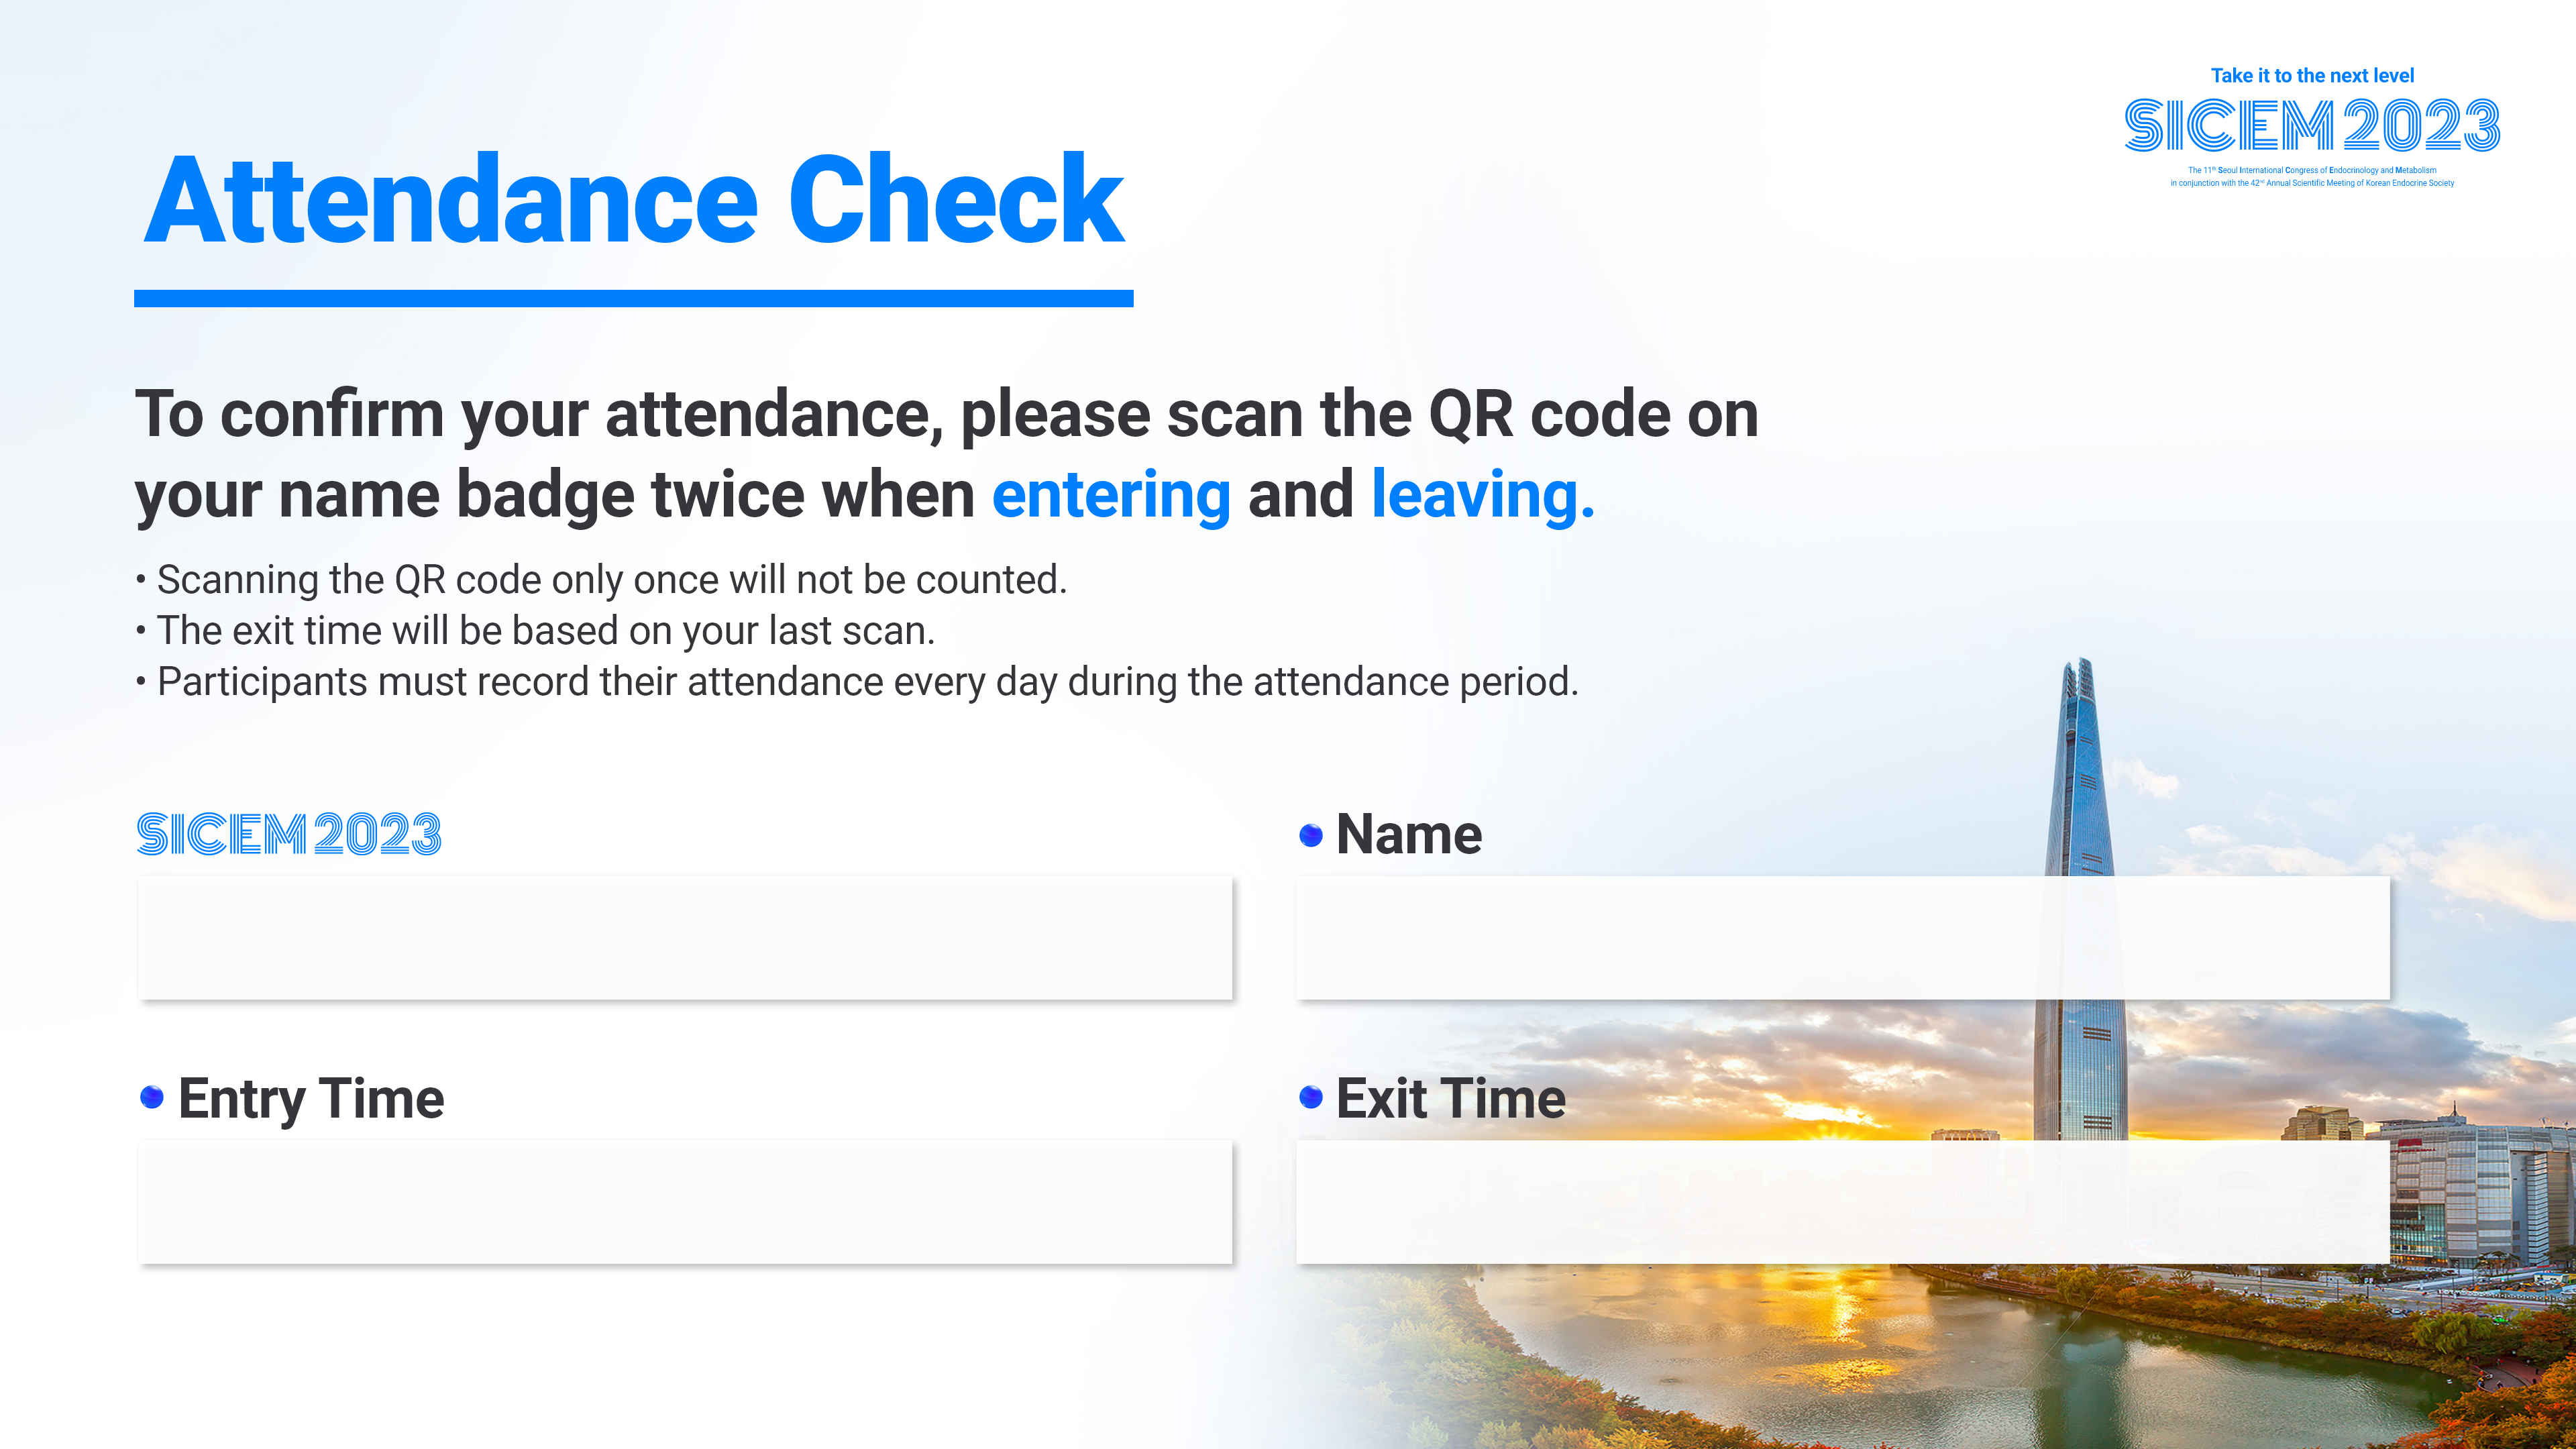 Take it to the next level
SICEM 2023
The 11th Seoul International Congress of Endocrinology and Metabolism
in conjunction with the 42nd Annual Scientific Meeting of Korean Endocrine Society
Attendance Check
To confirm your attendance, please scan the QR code on
your name badge twice when entering and leaving.
• Scanning the QR code only once will not be counted.
• The exit time will be based on your last scan.
• Participants must record their attendance every day during the attendance period.
SICEM 2023
Name
Entry Time
Exit Time